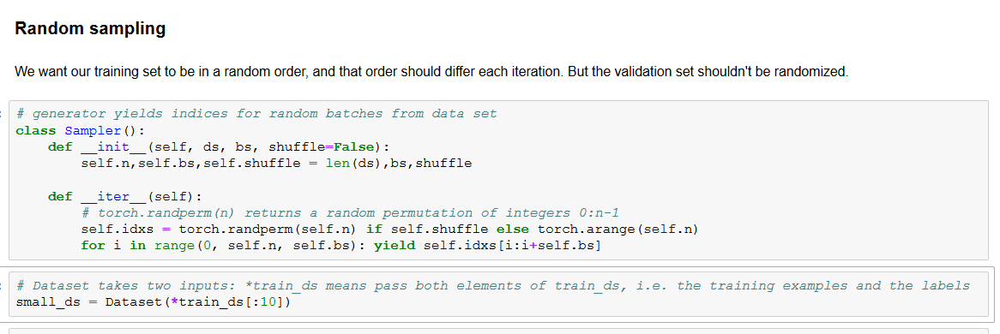 Random sampling
We want our training set to be in a random order, and that order should differ each iteration. But the validation set shouldn't be randomized.
# generator yields indices for random batches from data set
class Sampler():
    def __init__(self, ds, bs, shuffle=False):
        self.n,self.bs,self.shuffle = len(ds),bs,shuffle
    def __iter__(self):
        # torch.randperm(n) returns a random permutation of integers 0:n-1
        self.idxs = torch.randperm(self.n) if self.shuffle else torch.arange(self.n)
        for i in range(0, self.n, self.bs): yield self.idxs[i:i+self.bs]
# Dataset takes two inputs: *train_ds means pass both elements of train_ds, i.e. the training examples and the labels
small_ds = Dataset(*train_ds[:10])